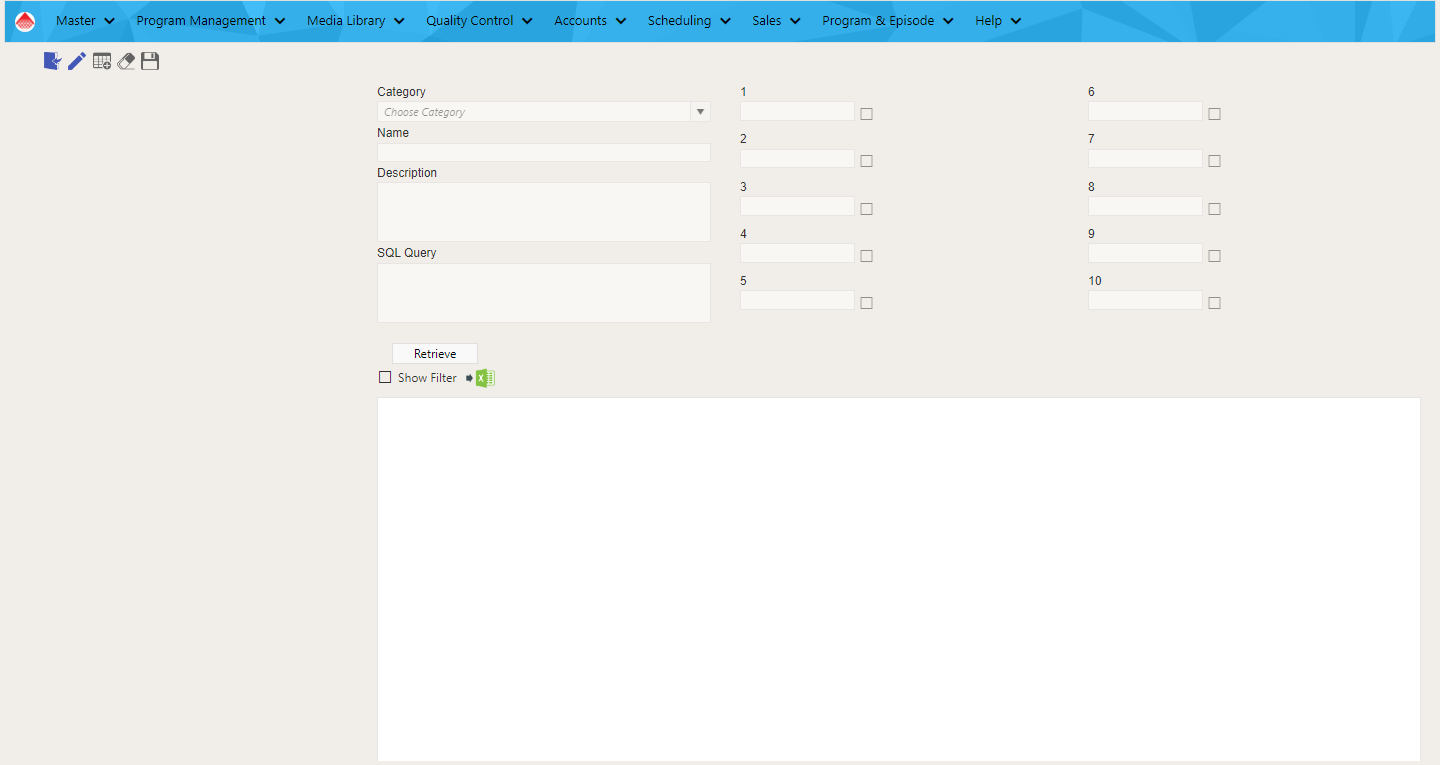 Master Program Management Media Library Quality Control Accounts Scheduling Sales Program & Episode Help
Category
Choose Category
Name
Description
SQL Query
1
2
3
4
5
6
7
8
9
10
Retrieve
Show Filter